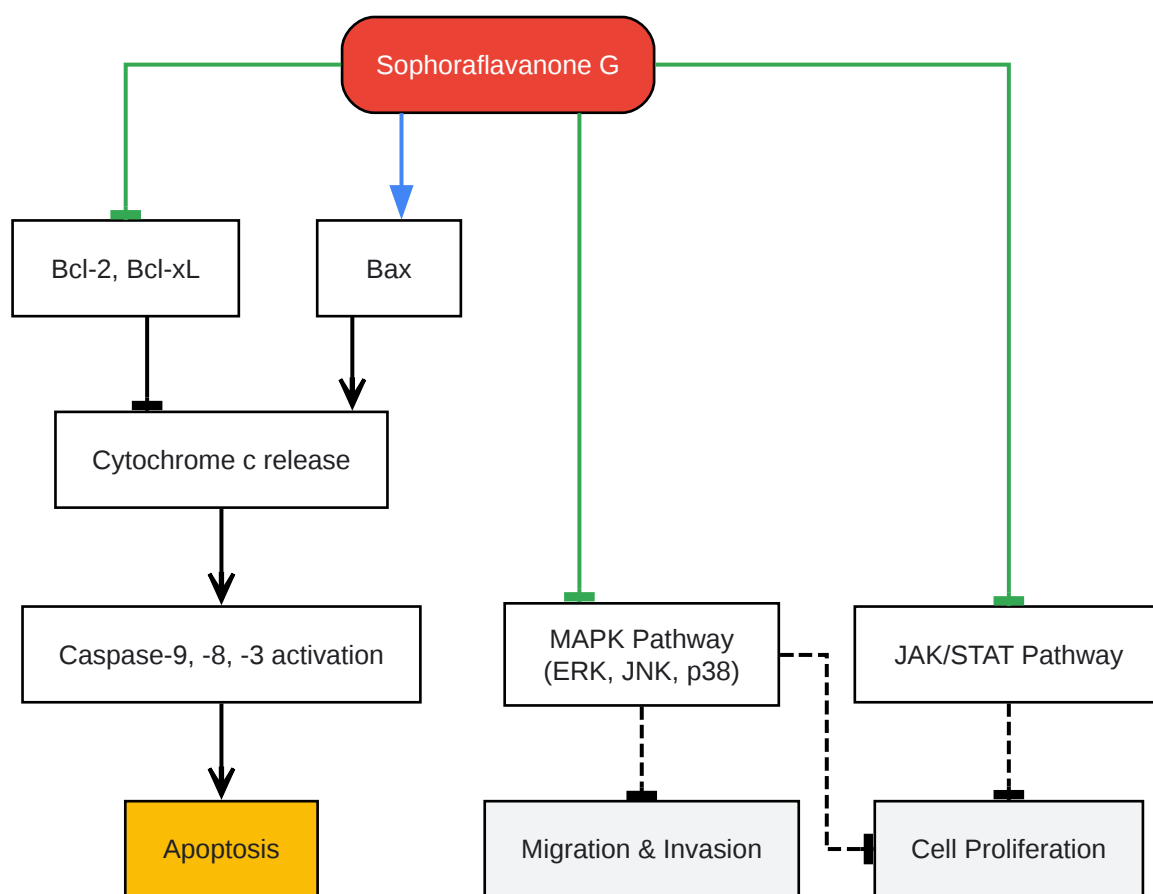 Sophoraflavanone G
Bcl-2, Bcl-xL
Bax
Cytochrome c release
Caspase-9, -8, -3 activation
MAPK Pathway
(ERK, JNK, p38)
JAK/STAT Pathway
Apoptosis
Migration & Invasion
Cell Proliferation